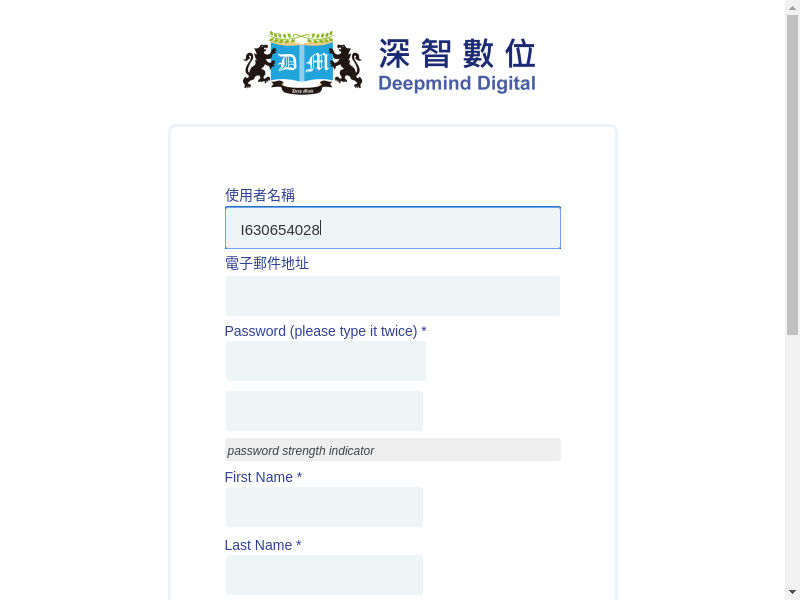 D M
Deep Mind
深智數位
Deepmind Digital
使用者名稱
I630654028
電子郵件地址
Password (please type it twice) *
password strength indicator
First Name *
Last Name *